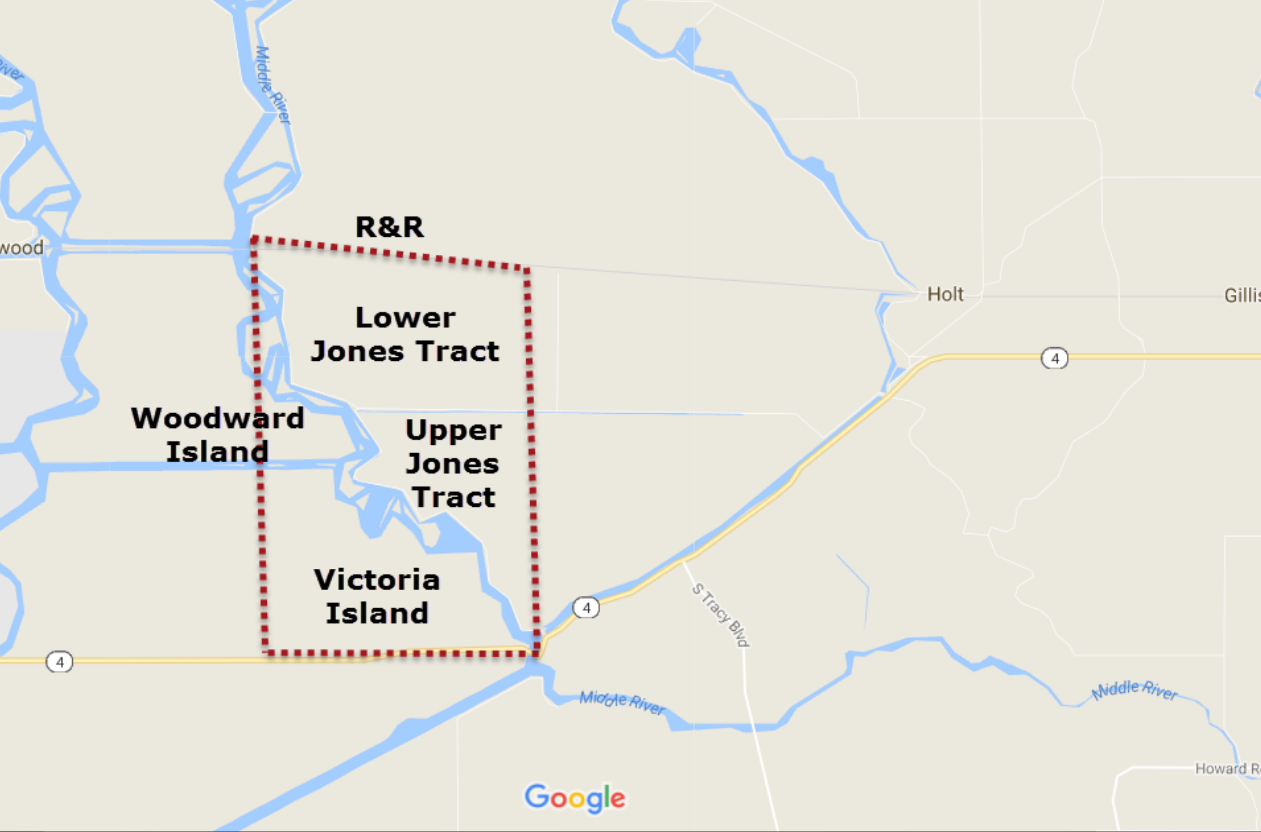 River
Middle River
R&R
wood
Holt
Gillis
Lower
Jones Tract
4
Woodward
Island
Upper
Jones
Tract
Victoria
Island
4
S Tracy Blvd
4
Middle River
Middle River
Howard R
Google